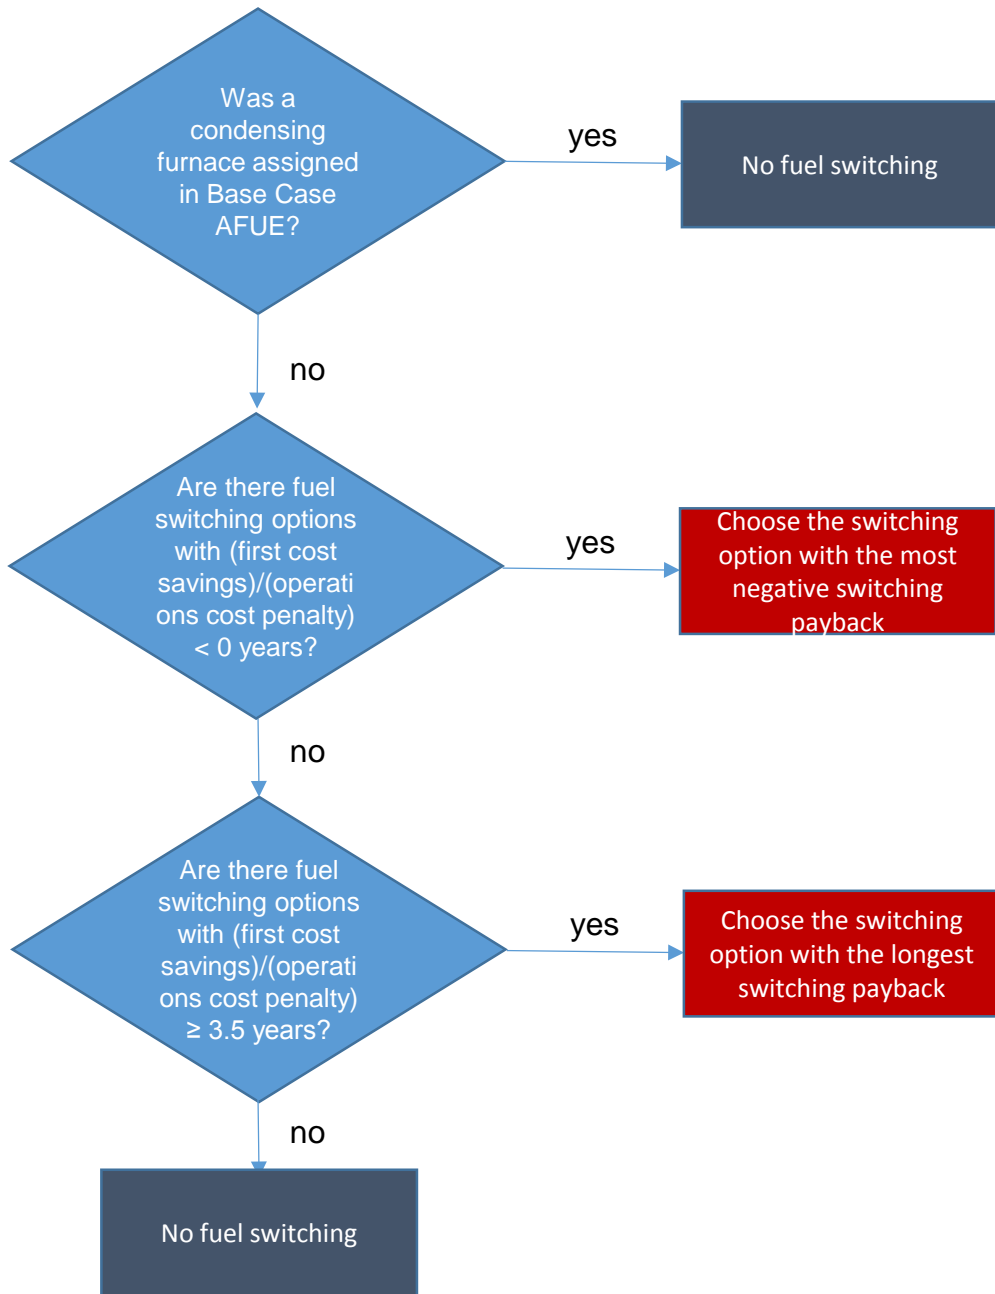 Was a
condensing
furnace assigned
in Base Case
AFUE?
yes
No fuel switching
no
Are there fuel
switching options
with (first cost
savings)/(operati
ons cost penalty)
< 0 years?
yes
Choose the switching
option with the most
negative switching
payback
no
Are there fuel
switching options
with (first cost
savings)/(operati
ons cost penalty)
≥ 3.5 years?
yes
Choose the switching
option with the longest
switching payback
no
No fuel switching